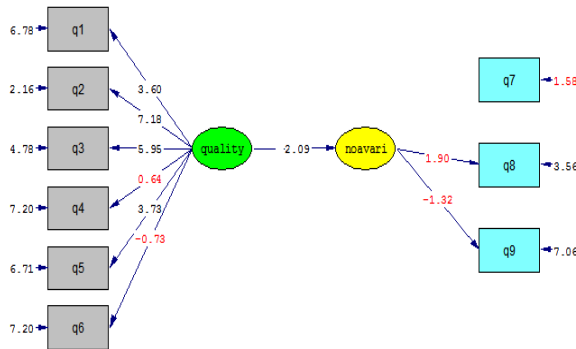 6.78
q1
2.16
q2
4.78
q3
7.20
q4
6.71
q5
7.20
q6
3.60
7.18
5.95
0.64
3.73
-0.73
quality
-2.09
noavari
1.90
-1.32
q7
1.58
q8
3.56
q9
7.06